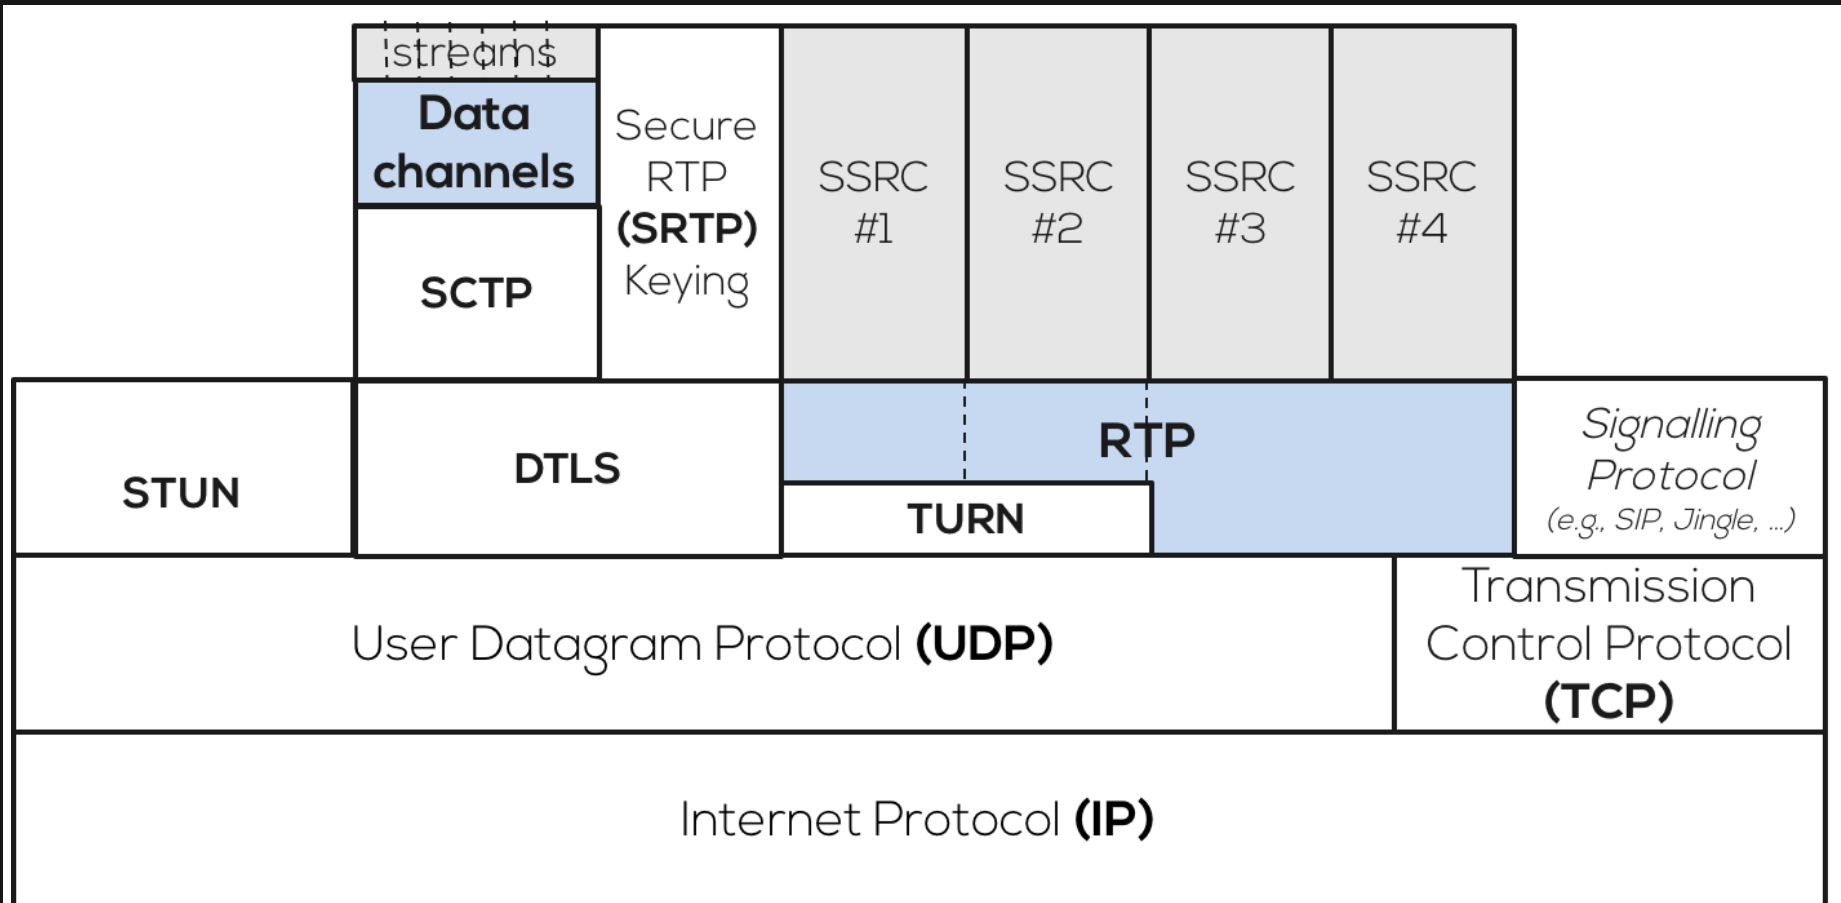 streams
Data
channels
SCTP
Secure
RTP
(SRTP)
Keying
SSRC
#1
SSRC
#2
SSRC
#3
SSRC
#4
STUN
DTLS
RTP
TURN
Signalling
Protocol
(e.g., SIP, Jingle, ...)
User Datagram Protocol (UDP)
Transmission
Control Protocol
(TCP)
Internet Protocol (IP)